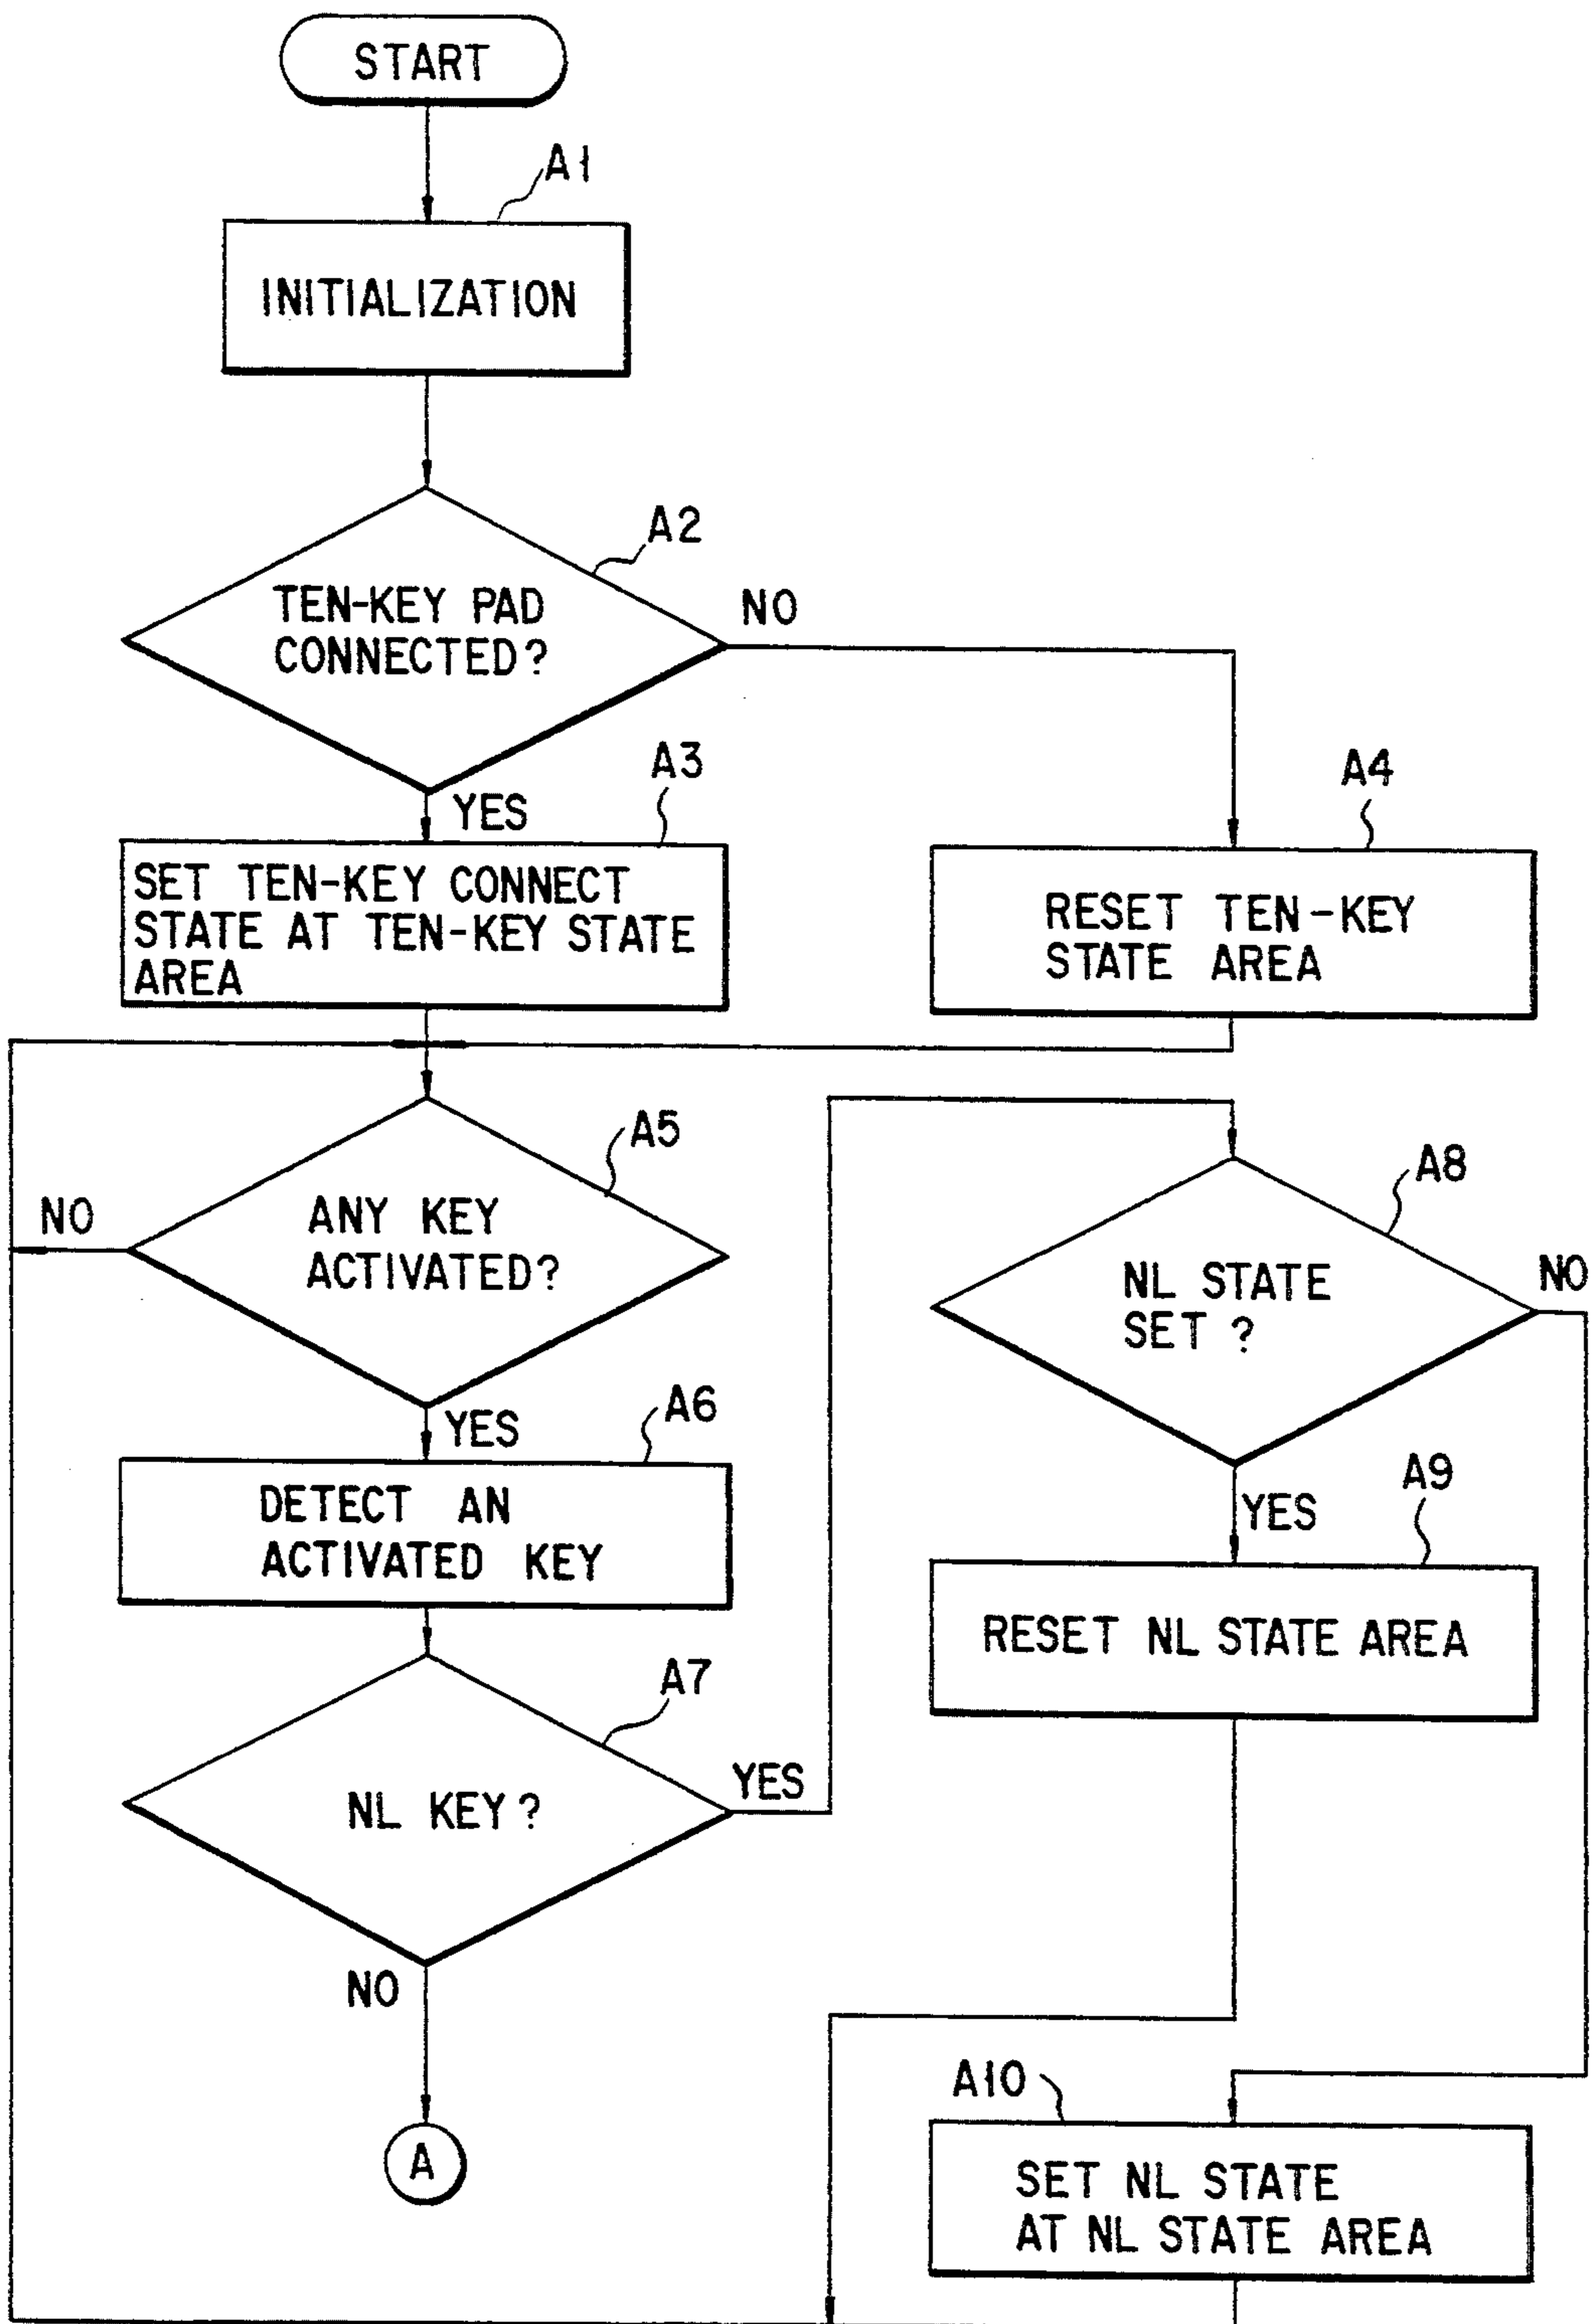 START
A1
INITIALIZATION
A2
TEN-KEY PAD
CONNECTED?
NO
YES
A3
SET TEN-KEY CONNECT
STATE AT TEN-KEY STATE
AREA
A4
RESET TEN-KEY
STATE AREA
A5
ANY KEY
ACTIVATED?
NO
YES
A6
DETECT AN
ACTIVATED KEY
A7
NL KEY?
YES
NO
A
A8
NL STATE
SET ?
NO
YES
A9
RESET NL STATE AREA
A10
SET NL STATE
AT NL STATE AREA